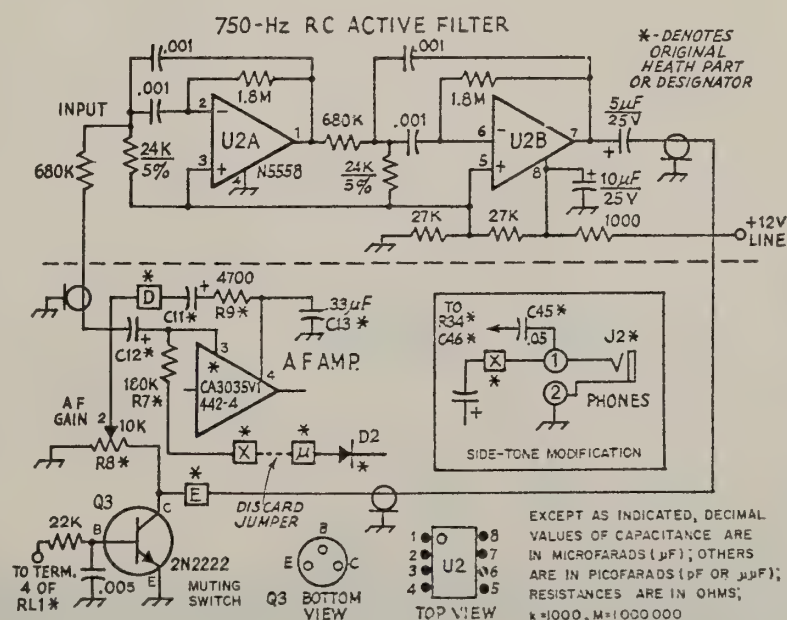 750-Hz RC ACTIVE FILTER
*-DENOTES
ORIGINAL
HEATH PART
OR DESIGNATOR
.001
.001
.001
1.8M
1.8M
INPUT
2
-
U2A
1
680K
.001
6
-
U2B
7
5µF
25V
+
680K
24K
5%
3
+
4
N5558
24K
5%
5
+
8
+
10µF
25V
27K
27K
1000
+12V
LINE
*
D
C11*
+
4700
R9*
.33µF
C13*
C12*
+
3
*
AF AMP.
4
180K
R7*
CA3035V1
442-4
TO
R34*
C46*
C45*
.05
J2*
X
*
1
2
+
PHONES
SIDE-TONE MODIFICATION
AF
GAIN
2
10K
R8*
*
X
*
µ
D2
*
*
E
DISCARD
JUMPER
Q3
C
22K
B
E
2N2222
MUTING
SWITCH
TO TERM.
4 OF
RL1*
.005
B
E
C
Q3 BOTTOM
VIEW
1
2
3
4
U2
8
7
6
5
TOP VIEW
EXCEPT AS INDICATED, DECIMAL
VALUES OF CAPACITANCE ARE
IN MICROFARADS (µF); OTHERS
ARE IN PICOFARADS (pF OR µµF);
RESISTANCES ARE IN OHMS;
k=1000, M=1000000